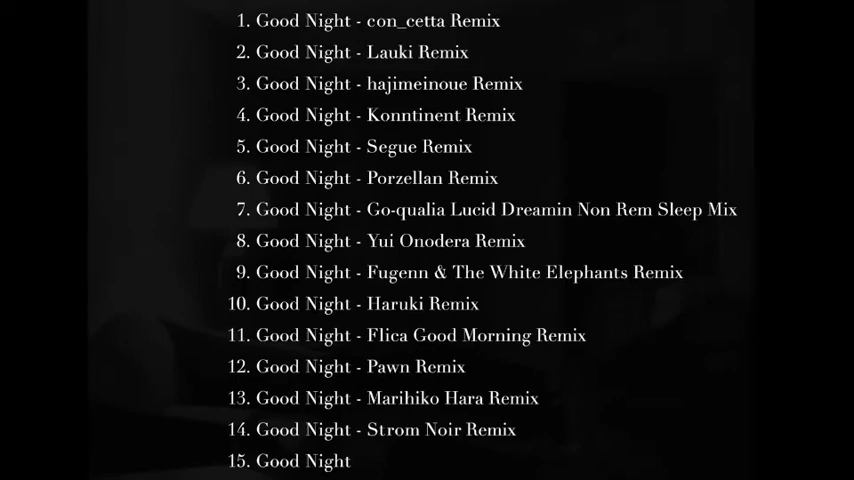 1. Good Night - con_cetta Remix
2. Good Night - Lauki Remix
3. Good Night - hajimeinoue Remix
4. Good Night - Konntinent Remix
5. Good Night - Segue Remix
6. Good Night - Porzellan Remix
7. Good Night - Go-qualia Lucid Dreamin Non Rem Sleep Mix
8. Good Night - Yui Onodera Remix
9. Good Night - Fugenn & The White Elephants Remix
10. Good Night - Haruki Remix
11. Good Night - Flica Good Morning Remix
12. Good Night - Pawn Remix
13. Good Night - Marihiko Hara Remix
14. Good Night - Strom Noir Remix
15. Good Night